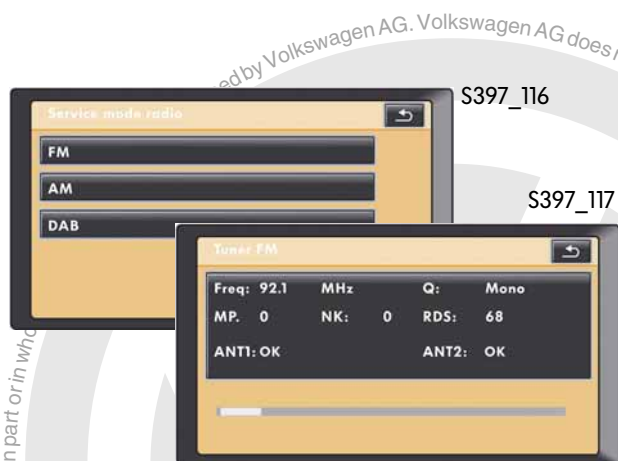 ed by Volkswagen AG. Volkswagen AG does
S397_116
Service mode radio
FM
AM
DAB
S397_117
Tuner FM
Freq: 92.1 MHz Q: Mono
MP. 0 NK: 0 RDS: 68
ANT1: OK ANT2: OK
n part or in who